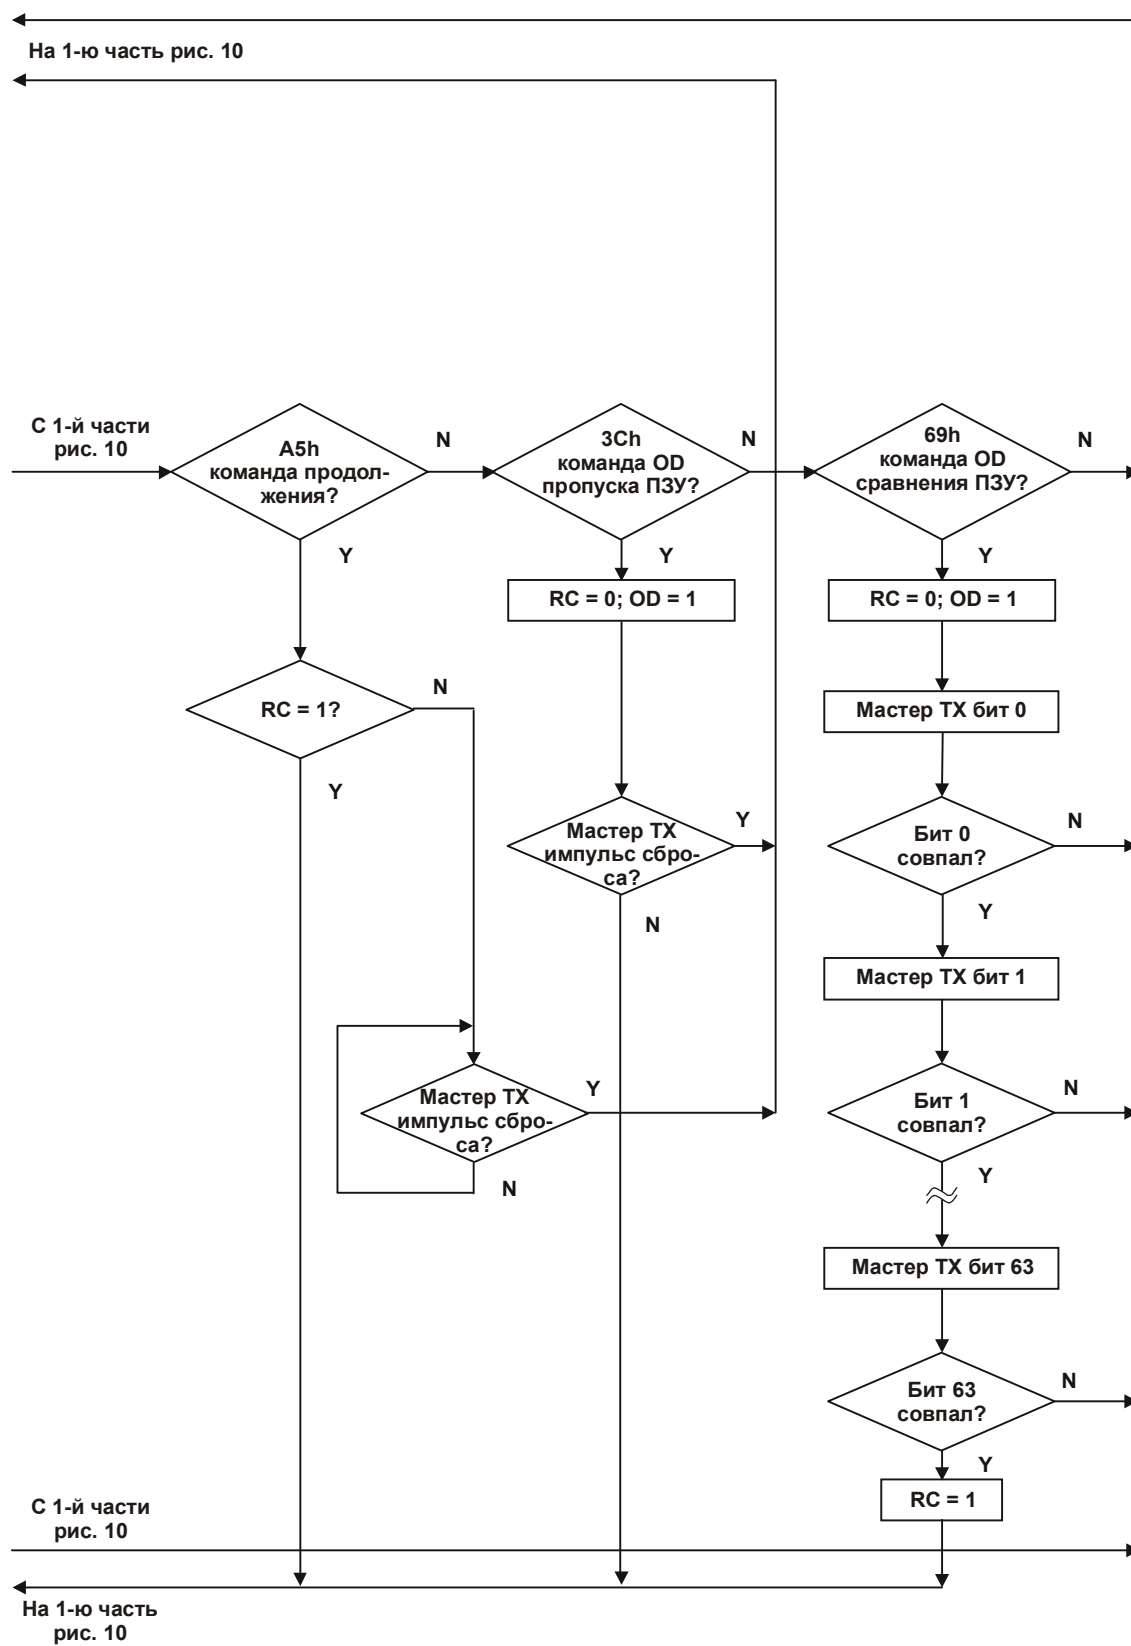 На 1-ю часть рис. 10
С 1-й части
рис. 10
A5h
команда продол-
жения?
N
3Ch
команда OD
пропуска ПЗУ?
N
69h
команда OD
сравнения ПЗУ?
N
Y
Y
Y
RC = 0; OD = 1
RC = 0; OD = 1
RC = 1?
N
Мастер TX бит 0
Y
Мастер TX
импульс сбро-
са?
Y
N
Бит 0
совпал?
N
Y
Мастер TX бит 1
Мастер TX
импульс сбро-
са?
Y
N
Бит 1
совпал?
N
Y
Мастер TX бит 63
Бит 63
совпал?
N
Y
RC = 1
С 1-й части
рис. 10
На 1-ю часть
рис. 10